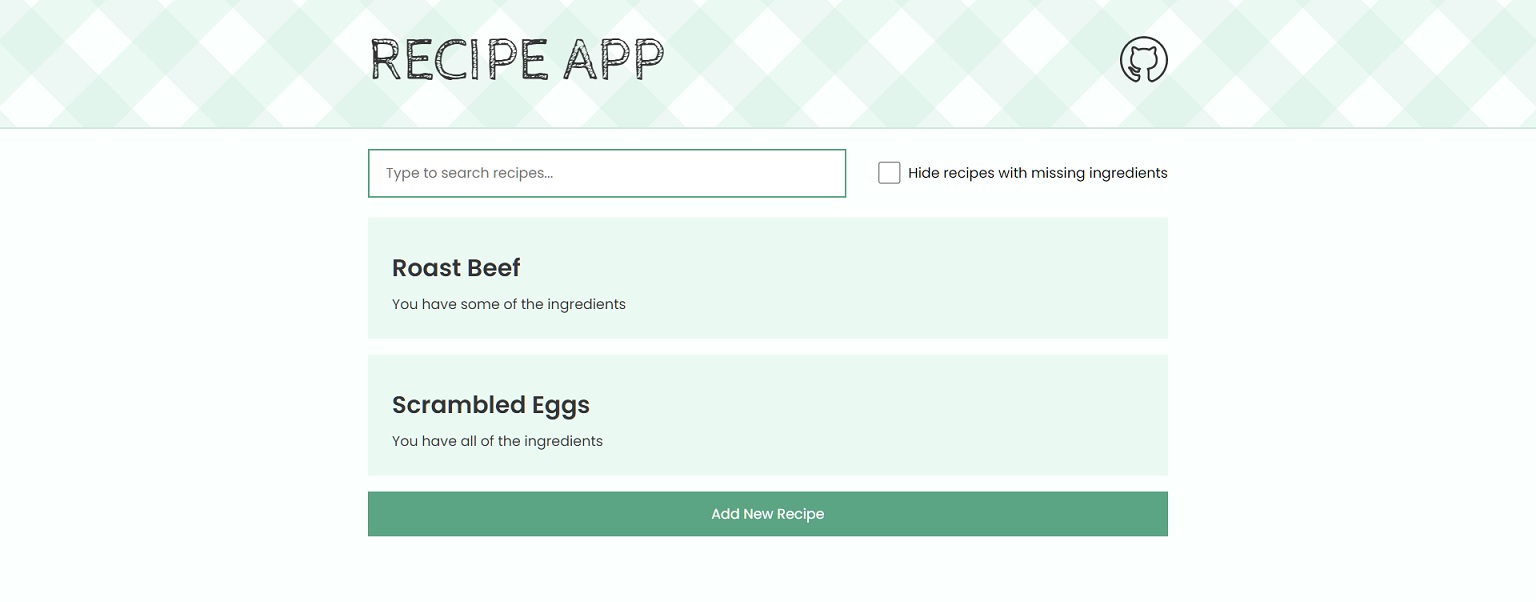 RECIPE APP
Type to search recipes...
Hide recipes with missing ingredients
Roast Beef
You have some of the ingredients
Scrambled Eggs
You have all of the ingredients
Add New Recipe